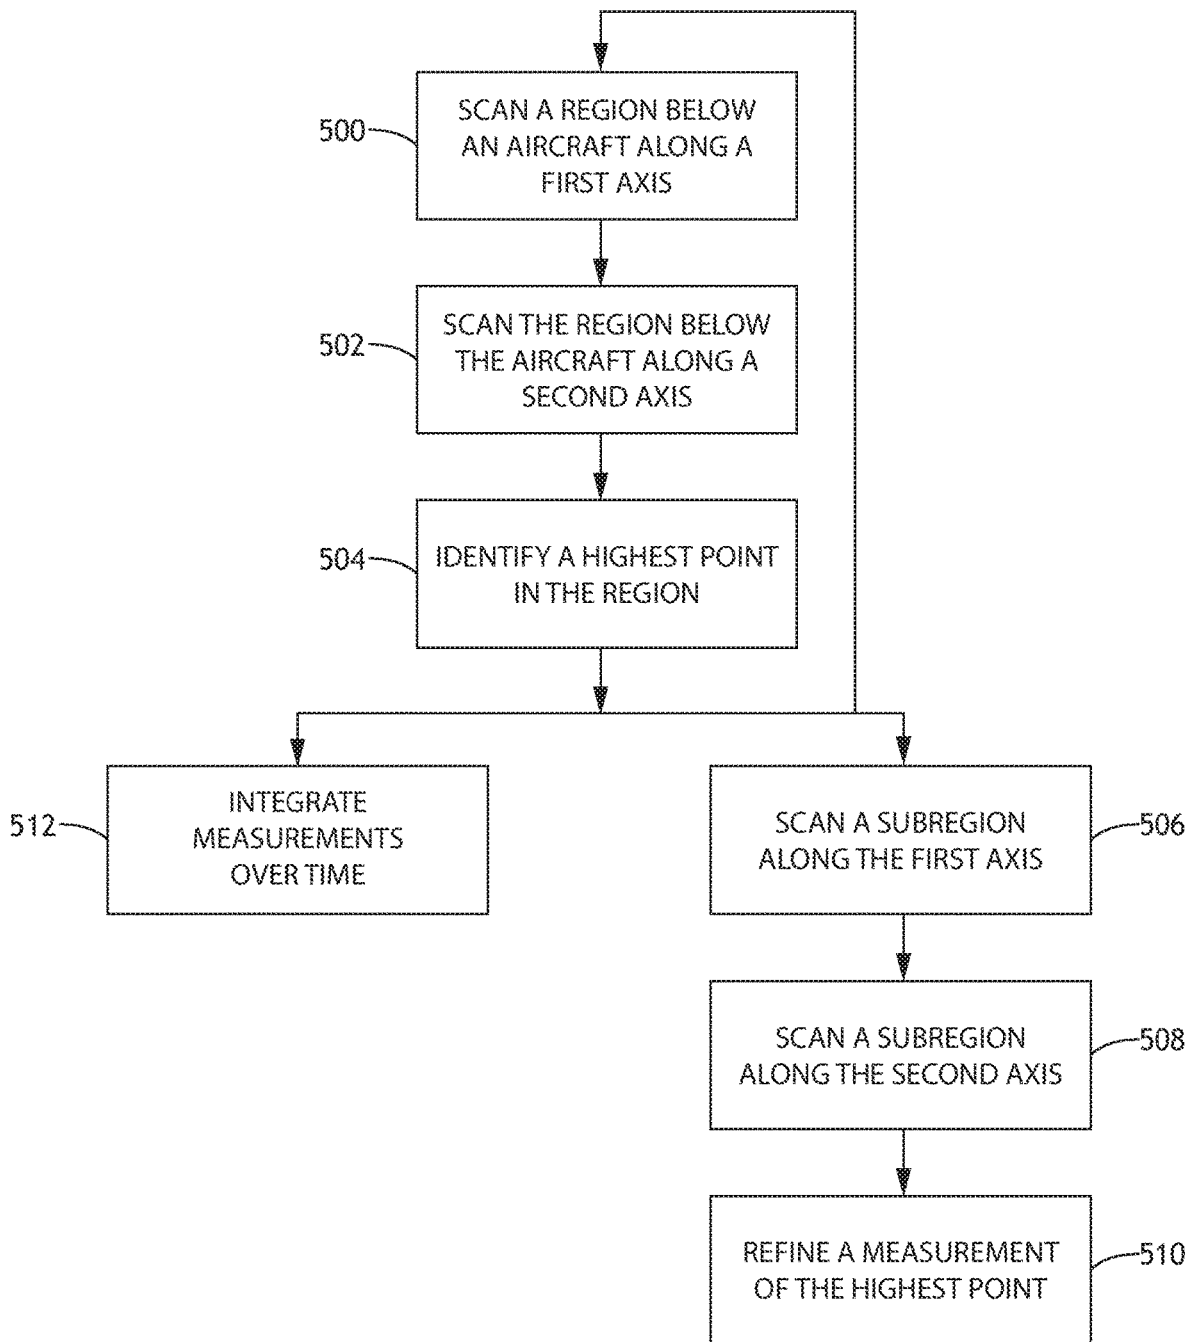 500
SCAN A REGION BELOW
AN AIRCRAFT ALONG A
FIRST AXIS
502
SCAN THE REGION BELOW
THE AIRCRAFT ALONG A
SECOND AXIS
504
IDENTIFY A HIGHEST POINT
IN THE REGION
512
INTEGRATE
MEASUREMENTS
OVER TIME
SCAN A SUBREGION
ALONG THE FIRST AXIS
506
SCAN A SUBREGION
ALONG THE SECOND AXIS
508
REFINE A MEASUREMENT
OF THE HIGHEST POINT
510